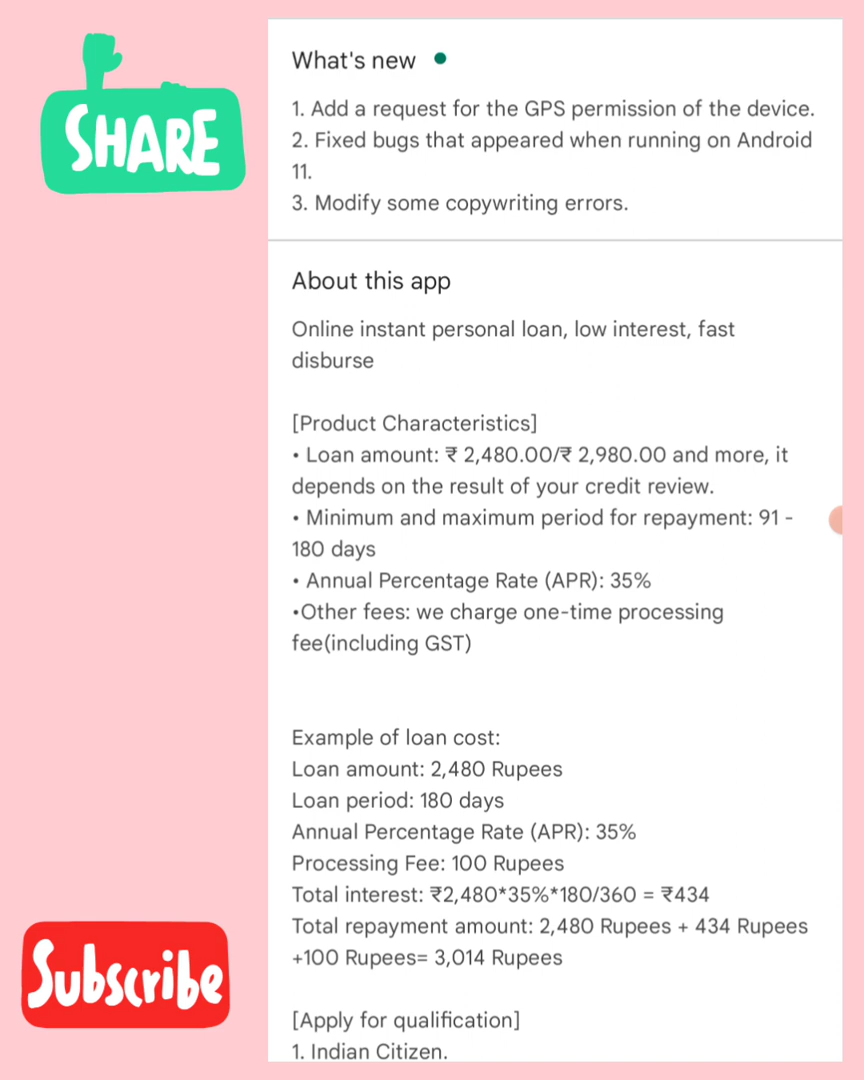 SHARE
What's new
1. Add a request for the GPS permission of the device.
2. Fixed bugs that appeared when running on Android
11.
3. Modify some copywriting errors.
About this app
Online instant personal loan, low interest, fast
disburse
[Product Characteristics]
• Loan amount: ₹ 2,480.00/₹ 2,980.00 and more, it
depends on the result of your credit review.
• Minimum and maximum period for repayment: 91 -
180 days
• Annual Percentage Rate (APR): 35%
•Other fees: we charge one-time processing
fee(including GST)
Example of loan cost:
Loan amount: 2,480 Rupees
Loan period: 180 days
Annual Percentage Rate (APR): 35%
Processing Fee: 100 Rupees
Total interest: ₹2,480*35%*180/360 = ₹434
Total repayment amount: 2,480 Rupees + 434 Rupees
+100 Rupees= 3,014 Rupees
Subscribe
[Apply for qualification]
1. Indian Citizen.